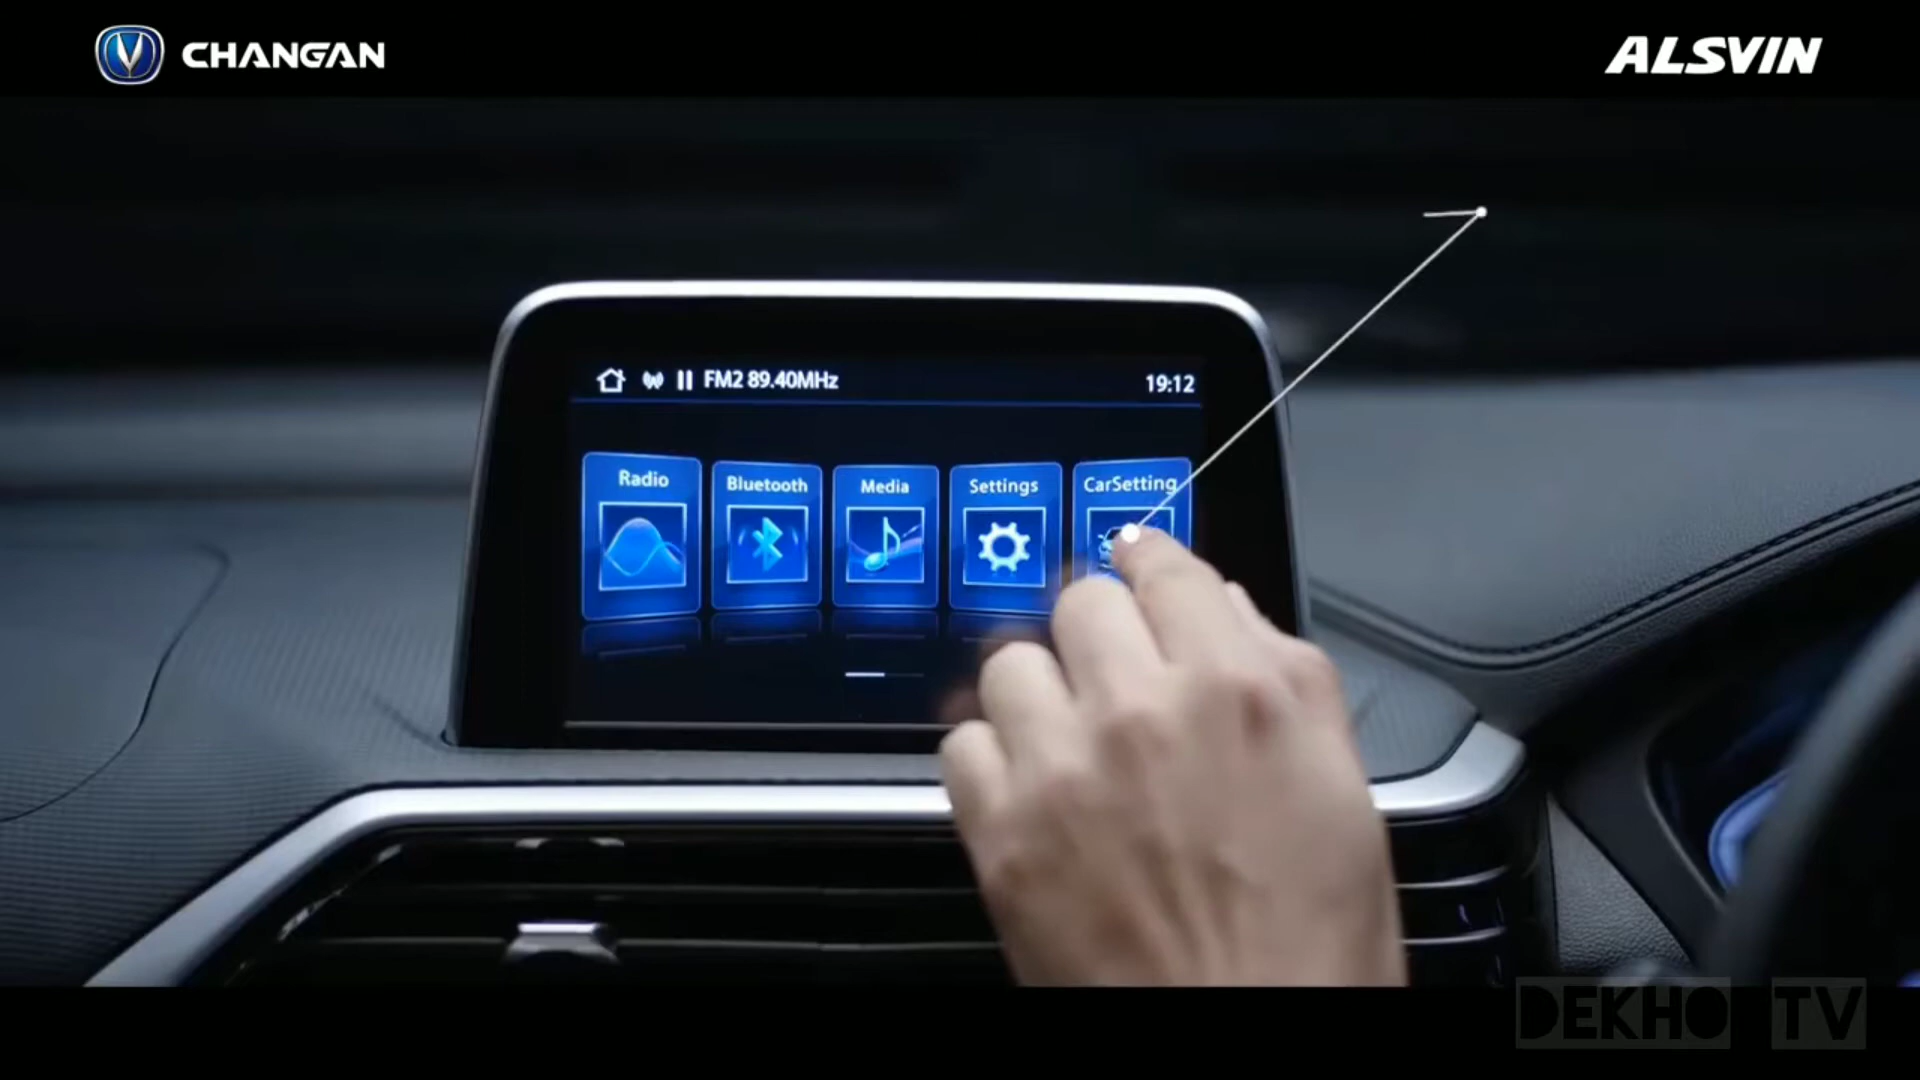 CHANGAN
ALSVIN
FM2 89.40MHz
19:12
Radio
Bluetooth
Media
Settings
CarSetting
DEKHO TV